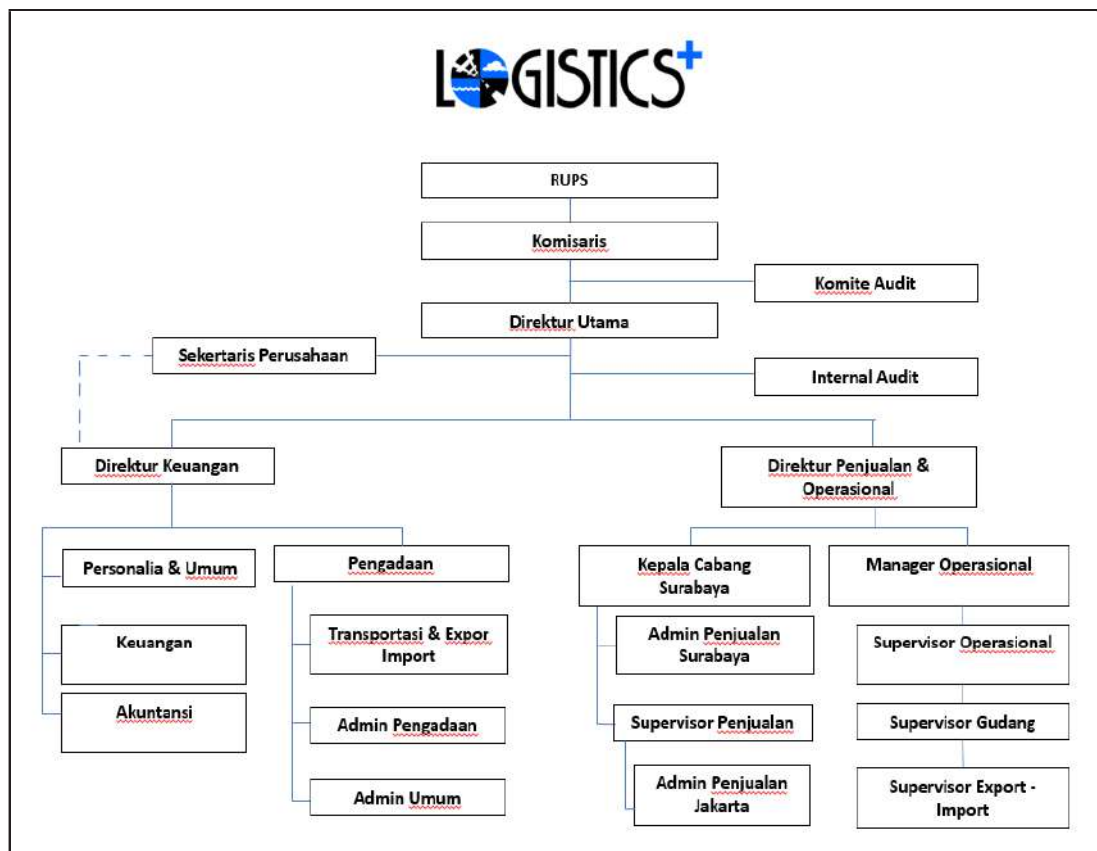 LOGISTICS+
RUPS
Komisaris
Komite Audit
Direktur Utama
Sekertaris Perusahaan
Internal Audit
Direktur Keuangan
Direktur Penjualan &
Operasional
Personalia & Umum
Keuangan
Akuntansi
Pengadaan
Transportasi & Expor
Import
Admin Pengadaan
Admin Umum
Kepala Cabang
Surabaya
Admin Penjualan
Surabaya
Supervisor Penjualan
Admin Penjualan
Jakarta
Manager Operasional
Supervisor Operasional
Supervisor Gudang
Supervisor Export -
Import